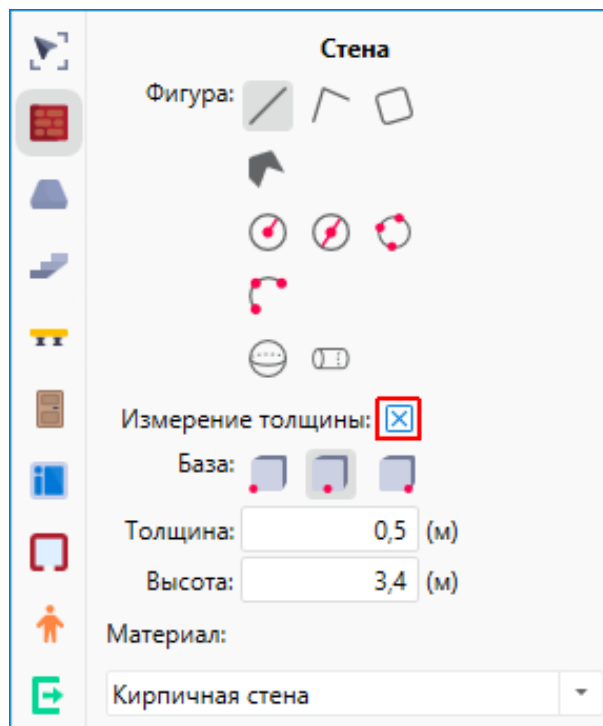 Стена
Фигура:
Измерение толщины:
База:
Толщина: 0,5 (м)
Высота: 3,4 (м)
Материал:
Кирпичная стена